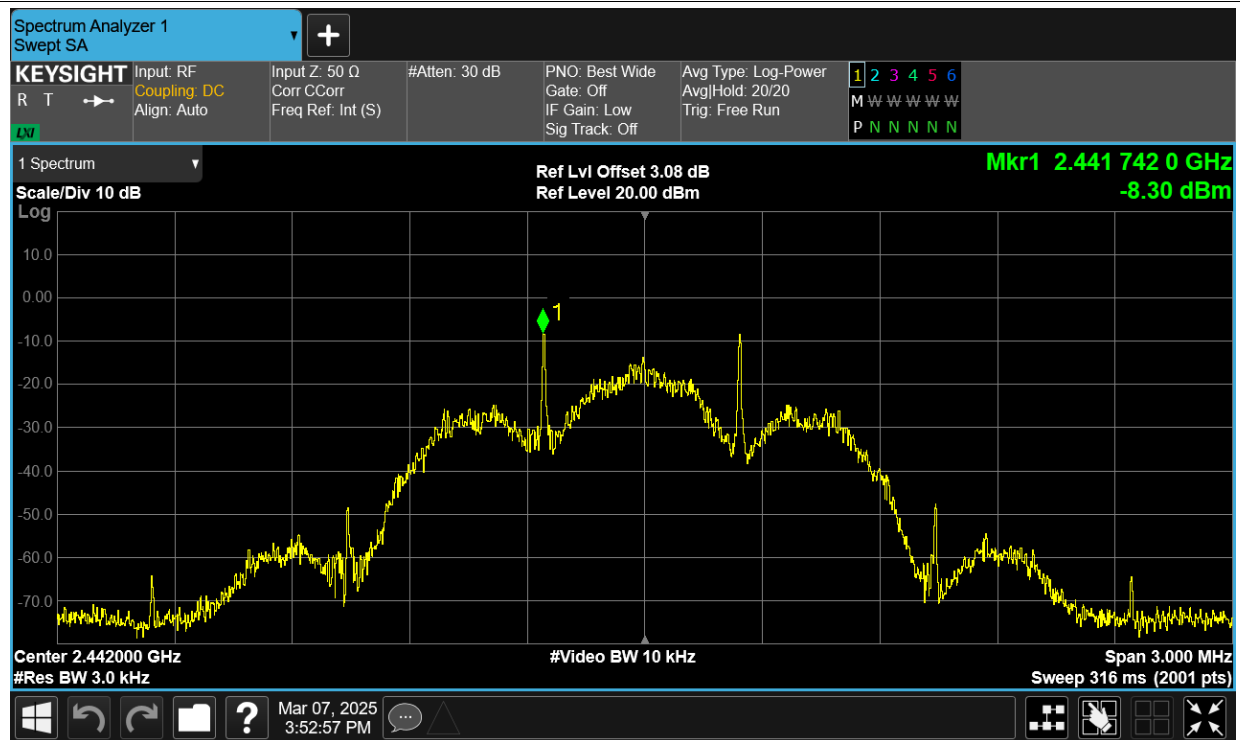 Spectrum Analyzer 1
Swept SA
+
KEYSIGHT
R T
LXI
Input: RF
Coupling: DC
Align: Auto
Input Z: 50 Ω
Corr CCorr
Freq Ref: Int (S)
#Atten: 30 dB
PNO: Best Wide
Gate: Off
IF Gain: Low
Sig Track: Off
Avg Type: Log-Power
Avg|Hold: 20/20
Trig: Free Run
1 2 3 4 5 6
M W W W W W
P N N N N N
1 Spectrum
Scale/Div 10 dB
Log
Ref Lvl Offset 3.08 dB
Ref Level 20.00 dBm
Mkr1 2.441 742 0 GHz
-8.30 dBm
10.0
0.00
-10.0
-20.0
-30.0
-40.0
-50.0
-60.0
-70.0
1
Center 2.442000 GHz
#Res BW 3.0 kHz
#Video BW 10 kHz
Span 3.000 MHz
Sweep 316 ms (2001 pts)
?
Mar 07, 2025
3:52:57 PM